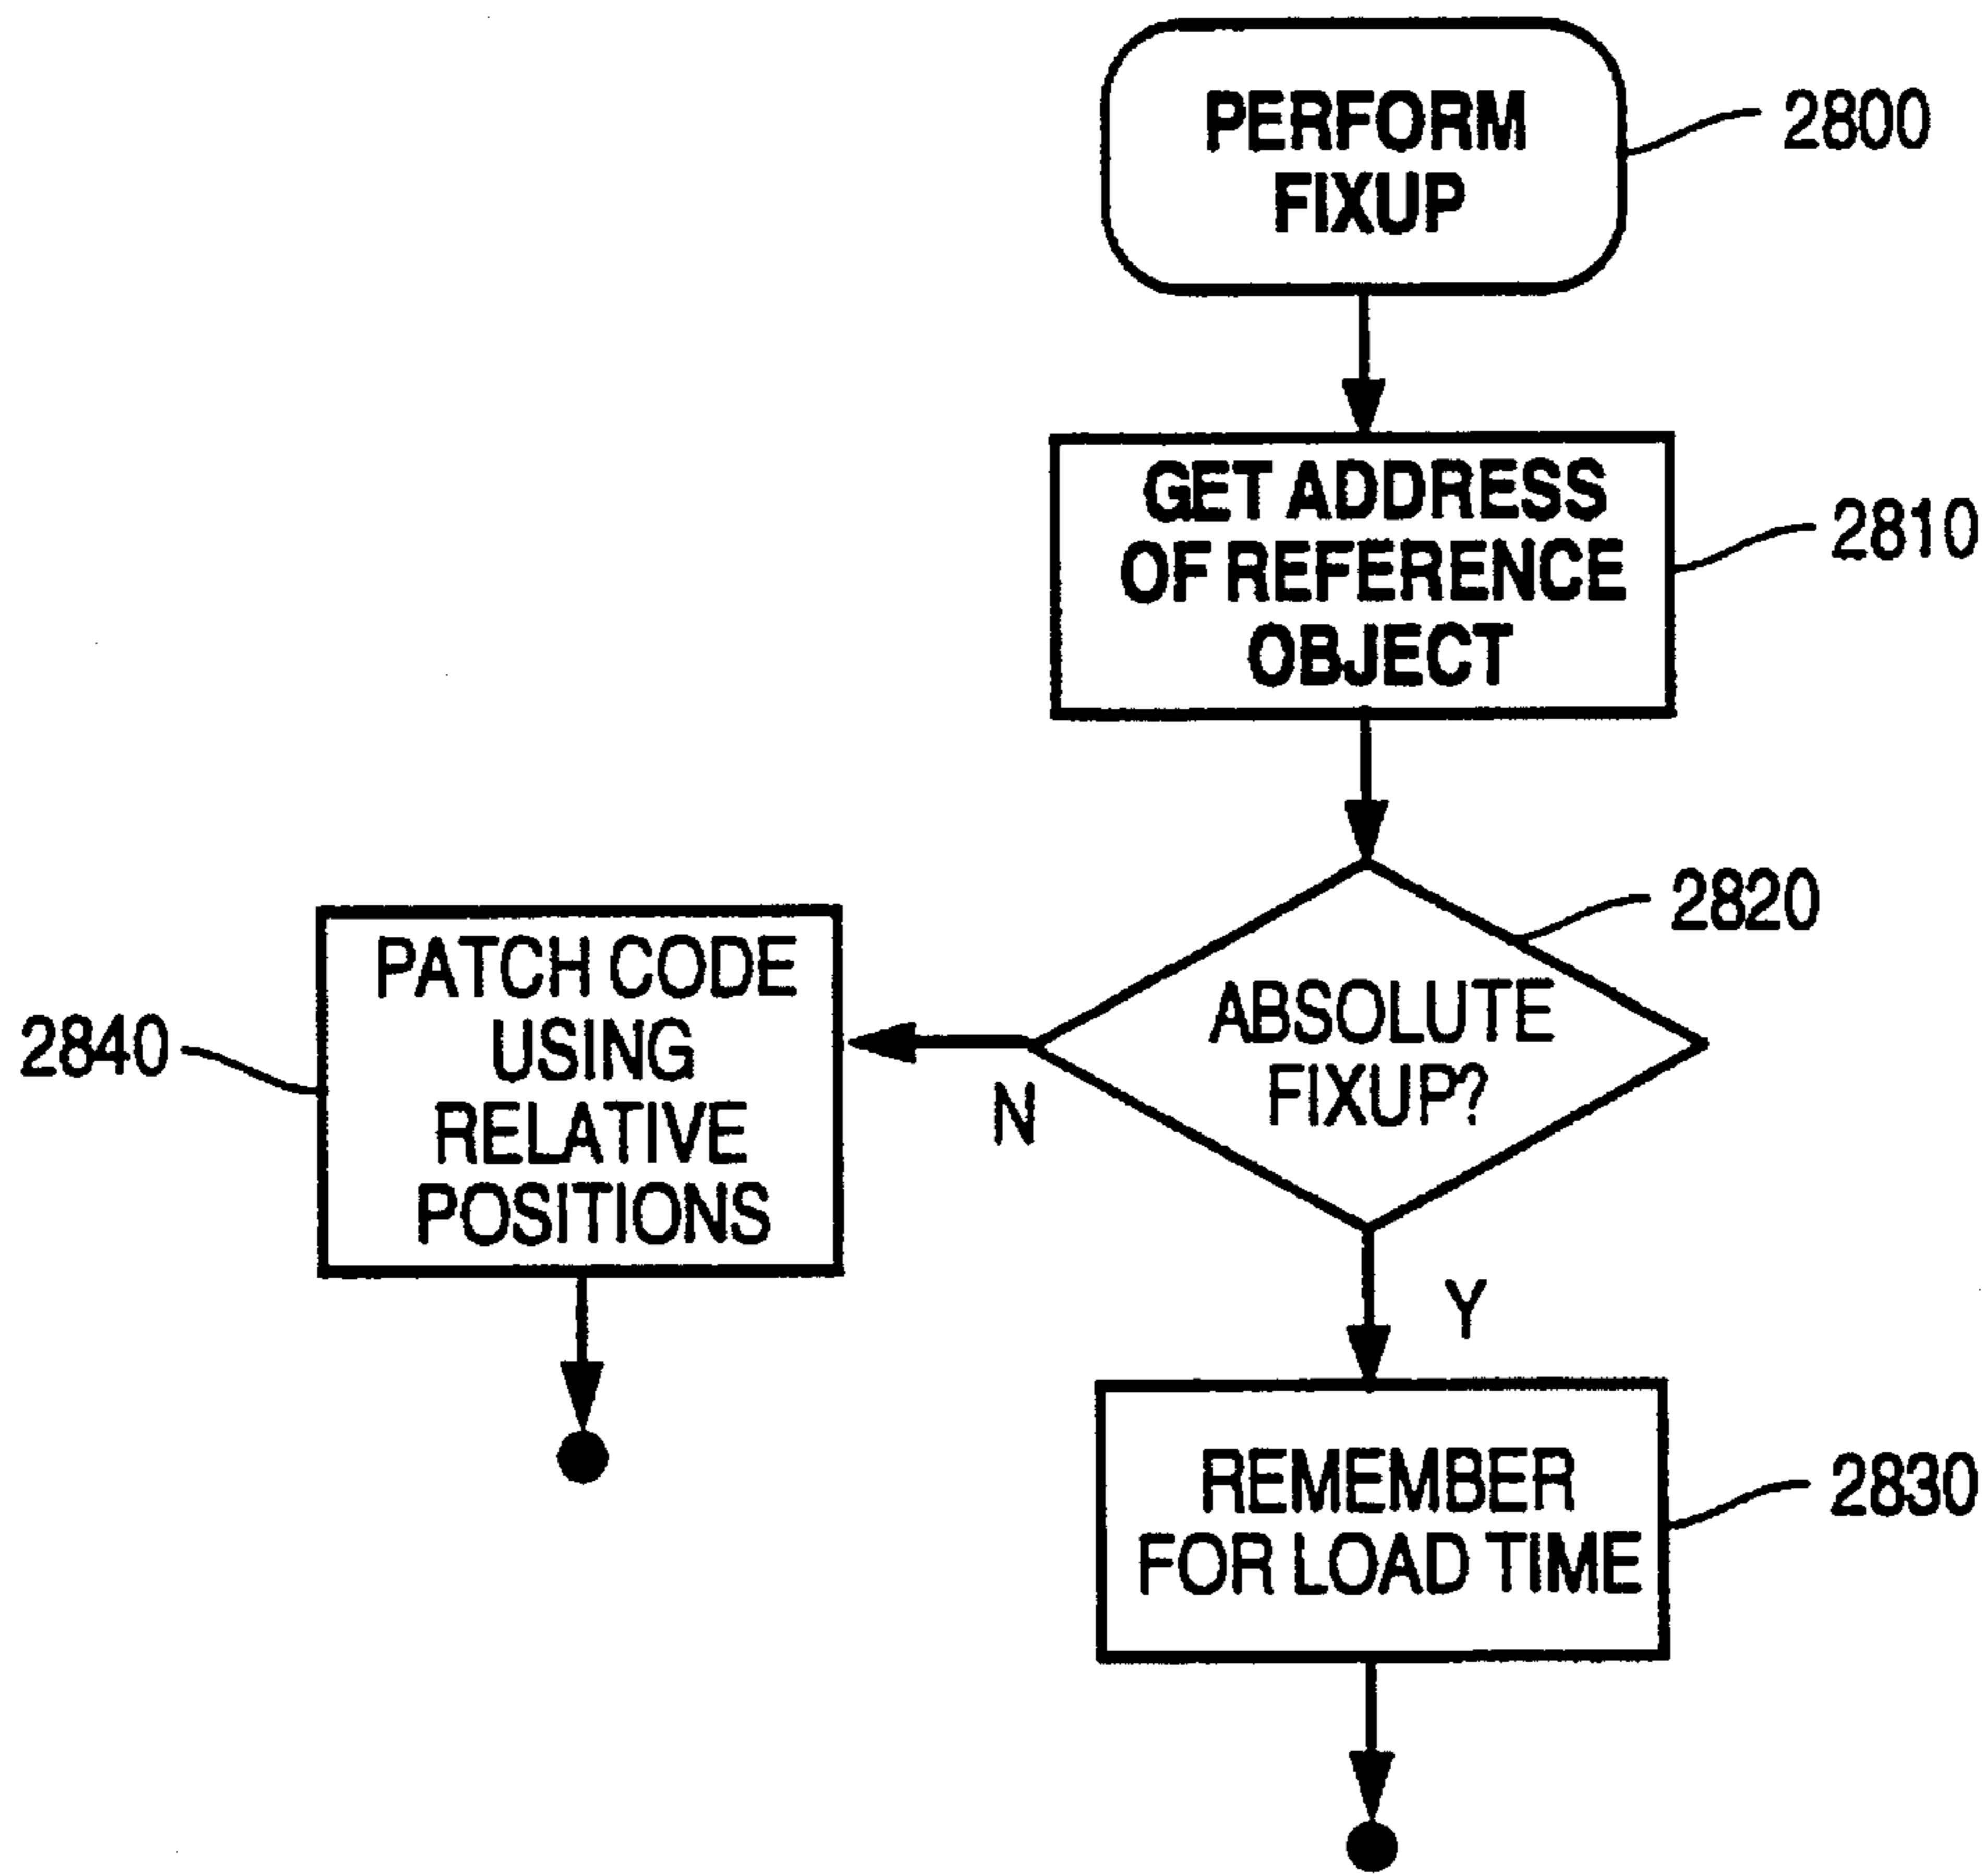 PERFORM
FIXUP
2800
GET ADDRESS
OF REFERENCE
OBJECT
2810
ABSOLUTE
FIXUP?
2820
N
Y
PATCH CODE
USING
RELATIVE
POSITIONS
2840
REMEMBER
FOR LOAD TIME
2830